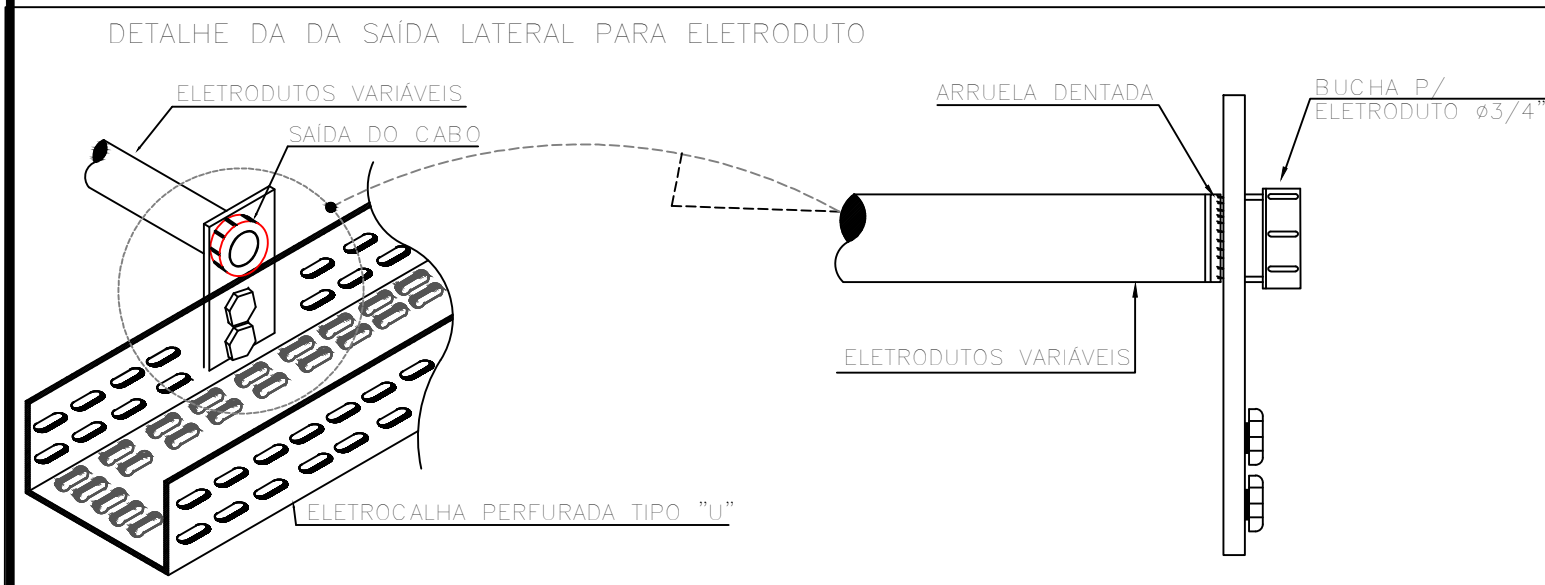 DETALHE DA DA SAÍDA LATERAL PARA ELETRODUTO
ELETRODUTOS VARIÁVEIS
SAÍDA DO CABO
ARRUELA DENTADA
BUCHA P/
ELETRODUTO ø3/4"
ELETRODUTOS VARIÁVEIS
ELETROCALHA PERFURADA TIPO "U"